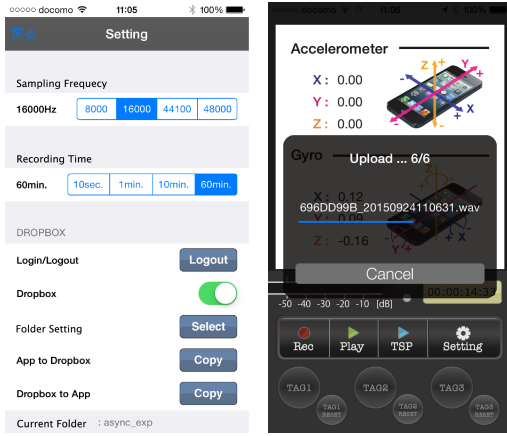 docomo 11:05 100%
戻る Setting
Sampling Frequecy
16000Hz 8000 16000 44100 48000
Recording Time
60min. 10sec. 1min. 10min. 60min.
DROPBOX
Login/Logout Logout
Dropbox
Folder Setting Select
App to Dropbox Copy
Dropbox to App Copy
Current Folder : async_exp
docomo 11:06 100%
Accelerometer
X : 0.00
Y : 0.00
Z : 0.00
Z + Y + - X + - -
Upload ... 6/6
Gyro
696DD99B_20150924110631.wav
X : 0.12
Y : 0.09
Z : -0.16
X
Cancel
00:00:14:33
-50 -40 -30 -20 -10 [dB]
Rec Play TSP Setting
TAG1 TAG2 TAG3
TAG1 RESET TAG2 RESET TAG3 RESET